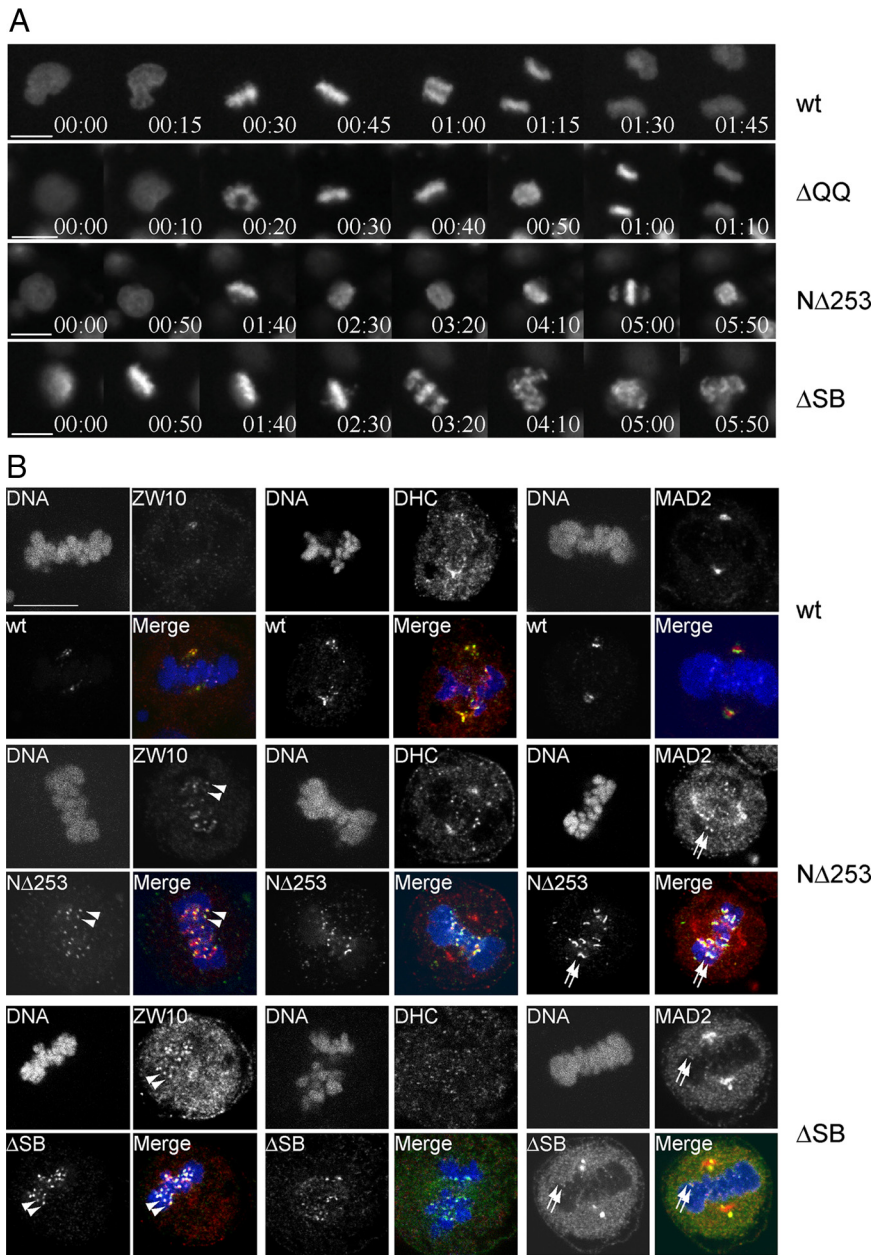 A
00:00 00:15 00:30 00:45 01:00 01:15 01:30 01:45 wt
00:00 00:10 00:20 00:30 00:40 00:50 01:00 01:10 ΔQQ
00:00 00:50 01:40 02:30 03:20 04:10 05:00 05:50 NΔ253
00:00 00:50 01:40 02:30 03:20 04:10 05:00 05:50 ΔSB
B
DNA ZW10 DNA DHC DNA MAD2
wt
wt Merge wt Merge wt Merge
DNA ZW10 DNA DHC DNA MAD2
NΔ253
NΔ253 Merge NΔ253 Merge NΔ253 Merge
DNA ZW10 DNA DHC DNA MAD2
ΔSB
ΔSB Merge ΔSB Merge ΔSB Merge